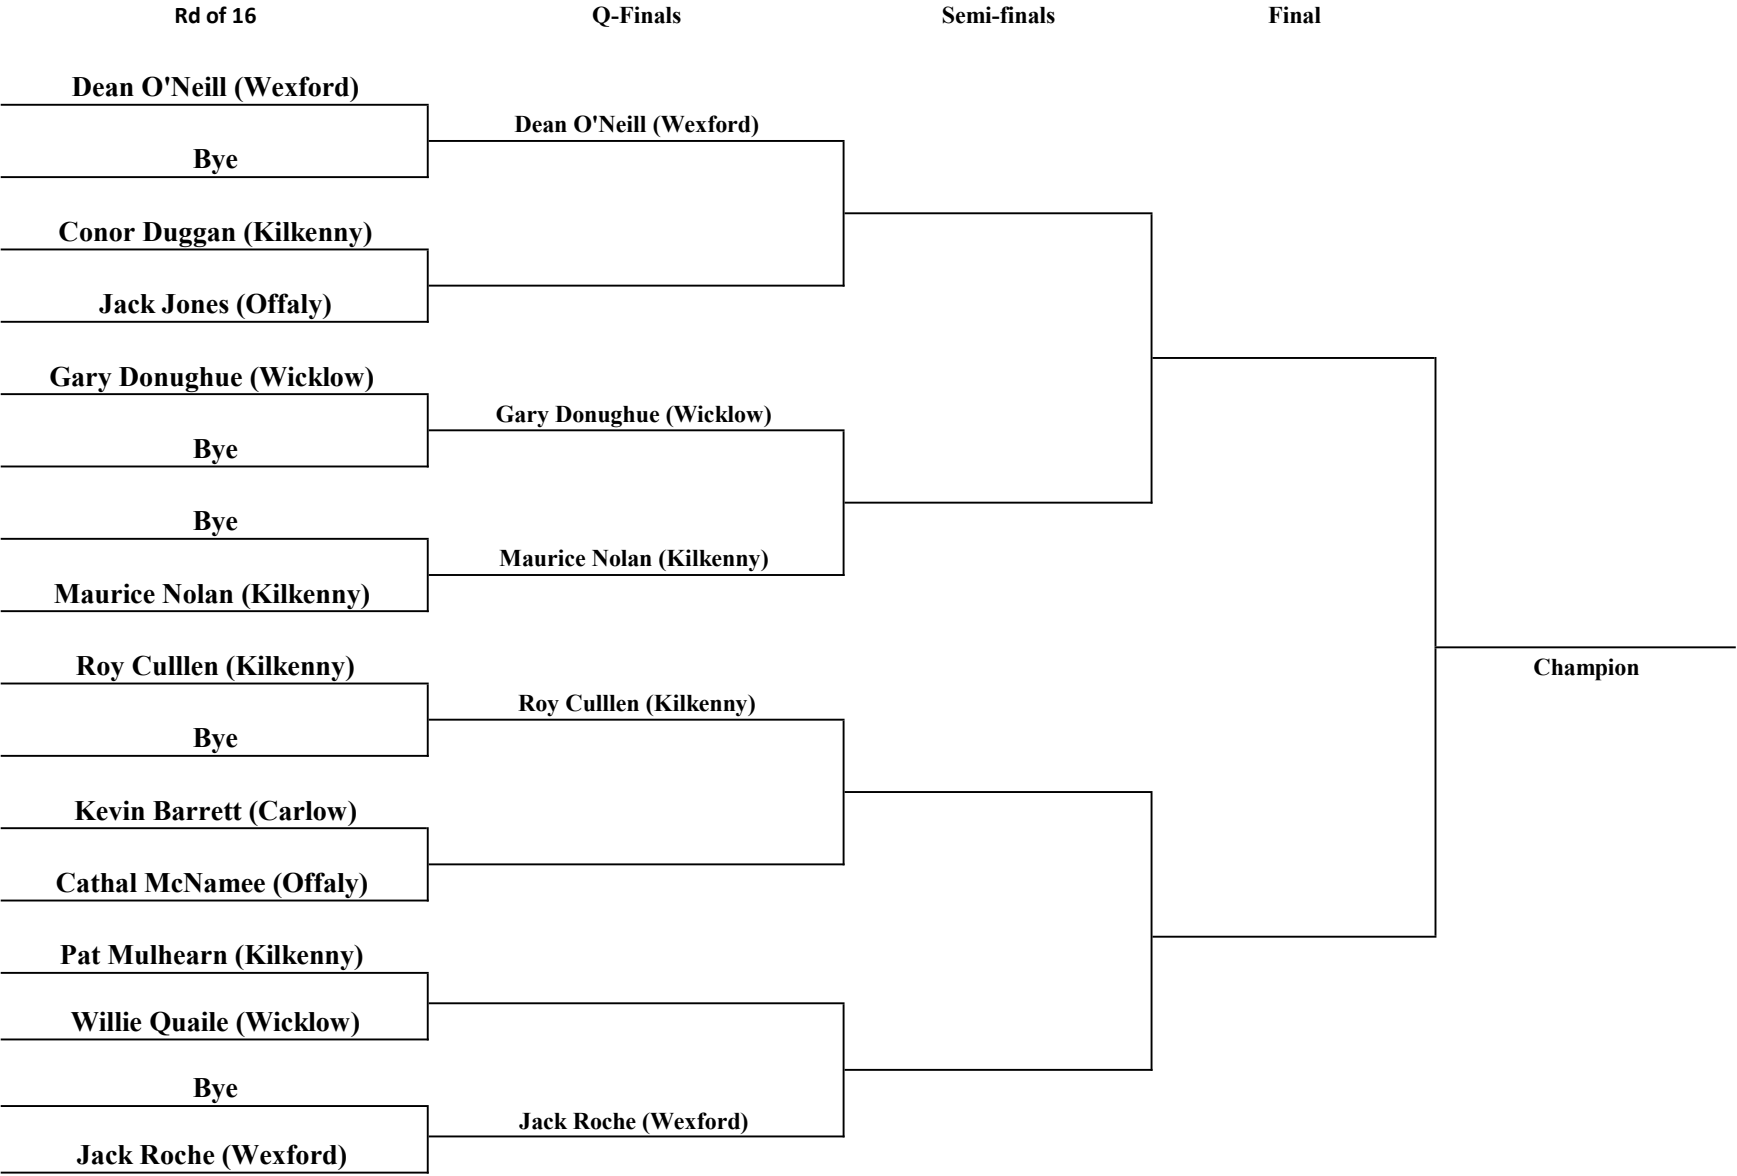 Rd of 16 Q-Finals Semi-finals Final
Dean O'Neill (Wexford)
Dean O'Neill (Wexford)
Bye
Conor Duggan (Kilkenny)
Jack Jones (Offaly)
Gary Donughue (Wicklow)
Gary Donughue (Wicklow)
Bye
Bye
Maurice Nolan (Kilkenny)
Maurice Nolan (Kilkenny)
Roy Culllen (Kilkenny)
Champion
Roy Culllen (Kilkenny)
Bye
Kevin Barrett (Carlow)
Cathal McNamee (Offaly)
Pat Mulhearn (Kilkenny)
Willie Quaile (Wicklow)
Bye
Jack Roche (Wexford)
Jack Roche (Wexford)